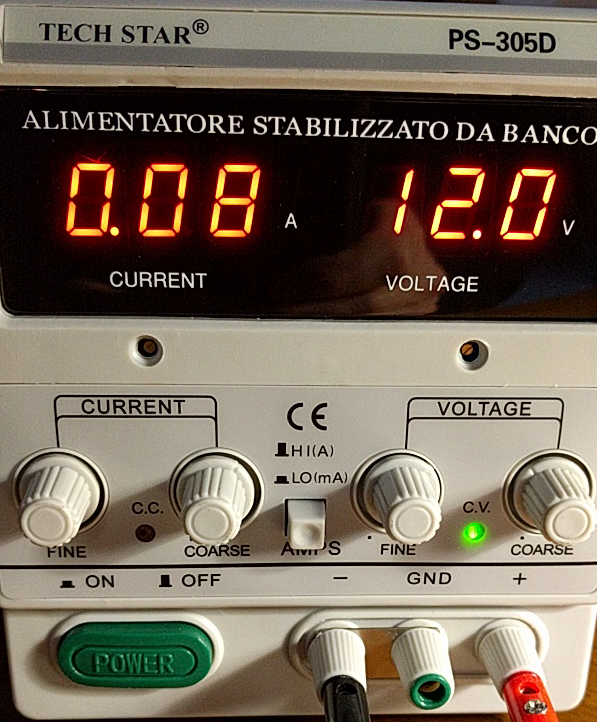 TECH STAR® PS-305D
ALIMENTATORE STABILIZZATO DA BANCO
0.08 A 12.0 V
CURRENT VOLTAGE
CURRENT VOLTAGE
CE
HI(A)
LO(mA)
C.C. C.V.
FINE COARSE AMPS FINE COARSE
ON OFF − GND +
POWER